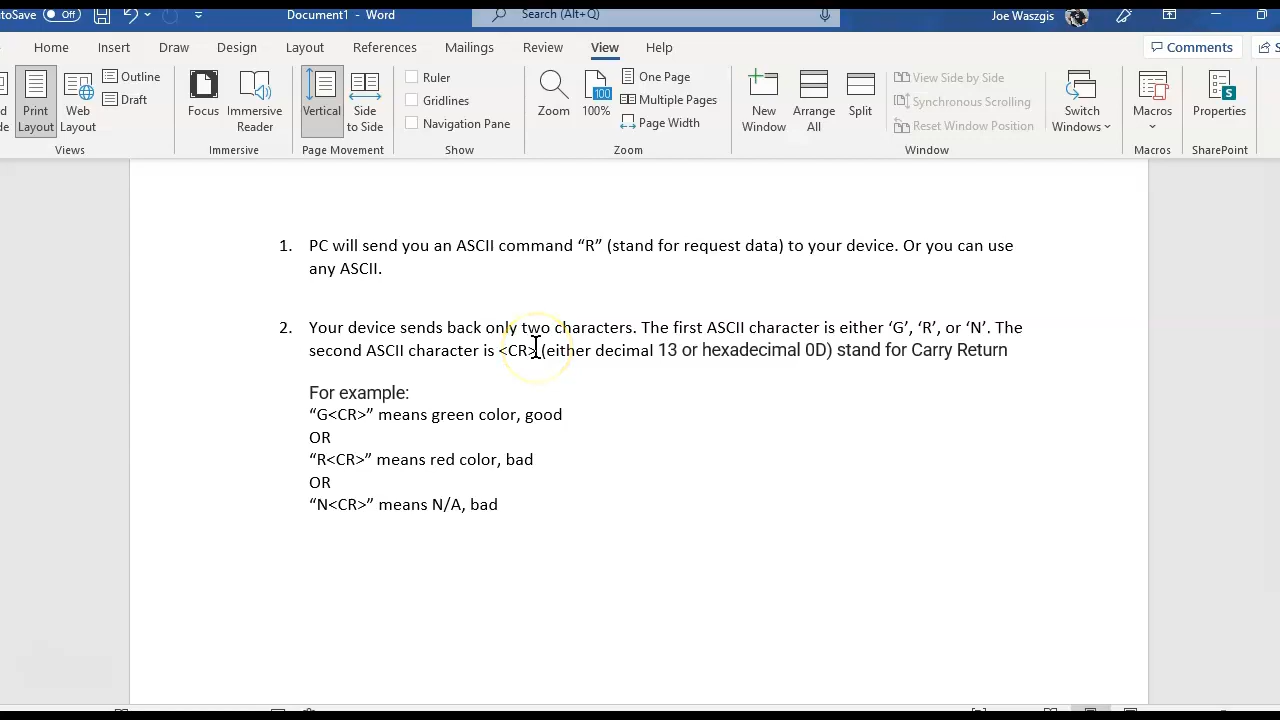 AutoSave Off Document1 - Word Search (Alt+Q) Joe Waszgis
Home Insert Draw Design Layout References Mailings Review View Help Comments
Print Layout Web Layout Outline Draft Focus Immersive Reader Vertical Side to Side Ruler Gridlines Navigation Pane Zoom 100 100% One Page Multiple Pages Page Width New Window Arrange All Split View Side by Side Synchronous Scrolling Reset Window Position Switch Windows Macros S Properties
Views Immersive Page Movement Show Zoom Window Macros SharePoint
1. PC will send you an ASCII command “R” (stand for request data) to your device. Or you can use
any ASCII.
2. Your device sends back only two characters. The first ASCII character is either ‘G’, ‘R’, or ‘N’. The
second ASCII character is <CR> (either decimal 13 or hexadecimal 0D) stand for Carry Return
For example:
“G<CR>” means green color, good
OR
“R<CR>” means red color, bad
OR
“N<CR>” means N/A, bad